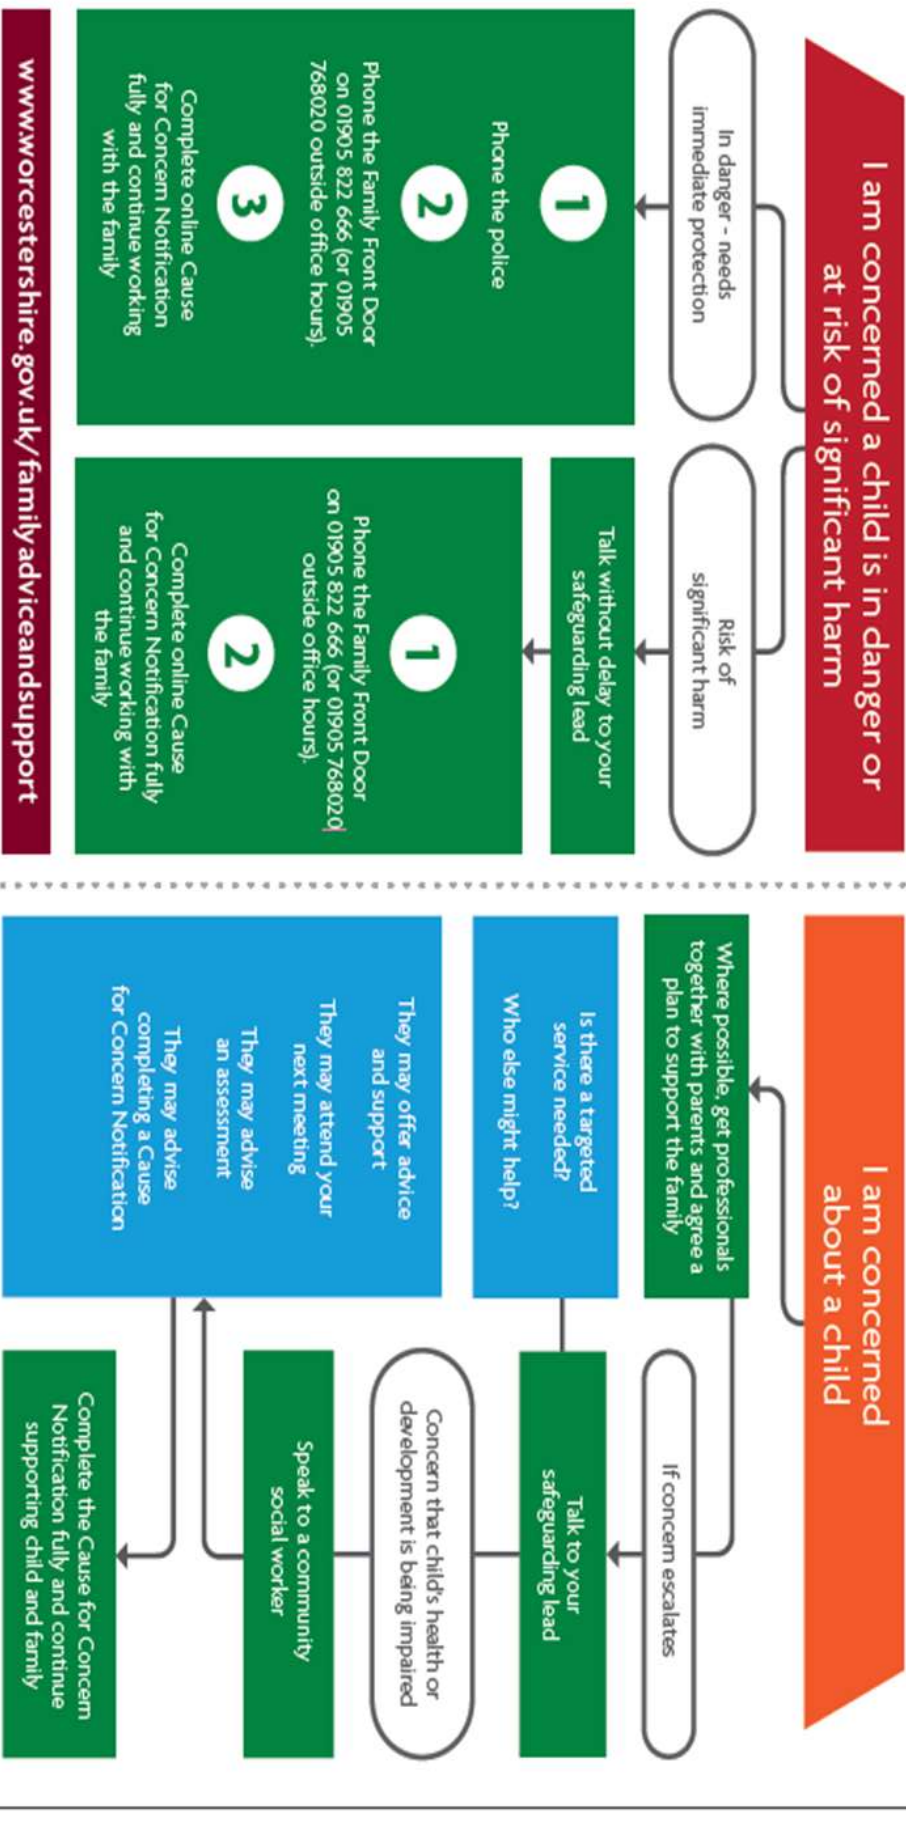 I am concerned a child is in danger or
at risk of significant harm
In danger - needs
immediate protection
1
Phone the police
2
Phone the Family Front Door
on 01905 822 666 (or 01905
768020 outside office hours).
3
Complete online Cause
for Concern Notification
fully and continue working
with the family
Risk of
significant harm
Talk without delay to your
safeguarding lead
1
Phone the Family Front Door
on 01905 822 666 (or 01905 768020
outside office hours).
2
Complete online Cause
for Concern Notification fully
and continue working with
the family
www.worcestershire.gov.uk/familyadviceandsupport
I am concerned
about a child
Where possible, get professionals
together with parents and agree a
plan to support the family
If concern escalates
Talk to your
safeguarding lead
Is there a targeted
service needed?
Who else might help?
Concern that child's health or
development is being impaired
Speak to a community
social worker
They may offer advice
and support
They may attend your
next meeting
They may advise
an assessment
They may advise
completing a Cause
for Concern Notification
Complete the Cause for Concern
Notification fully and continue
supporting child and family